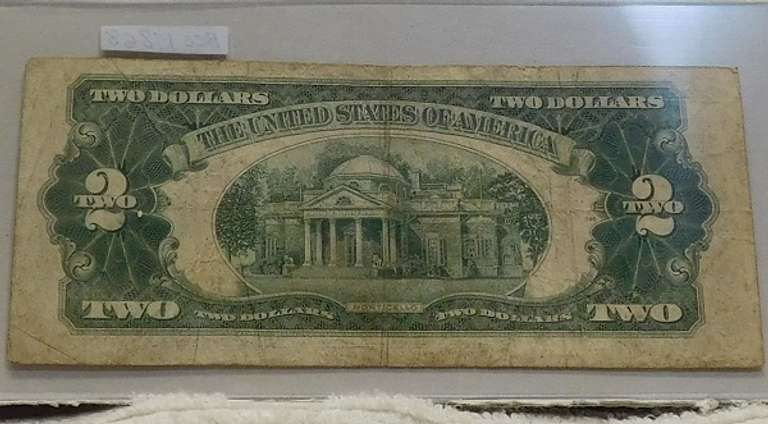 TWO DOLLARS TWO DOLLARS
THE UNITED STATES OF AMERICA
2 2
TWO TWO
MONTICELLO
TWO TWO DOLLARS TWO DOLLARS TWO